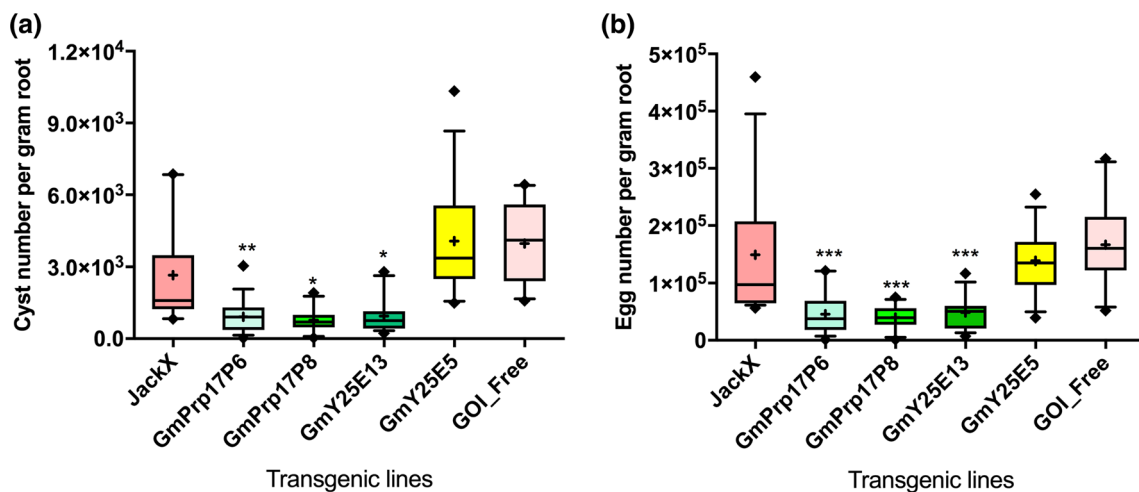 (a)
Cyst number per gram root
1.2×10⁴
9.0×10³
6.0×10³
3.0×10³
0.0
** * *
JackX
GmPrp17P6
GmPrp17P8
GmY25E13
GmY25E5
GOI_Free
Transgenic lines
(b)
Egg number per gram root
5×10⁵
4×10⁵
3×10⁵
2×10⁵
1×10⁵
0
*** *** ***
JackX
GmPrp17P6
GmPrp17P8
GmY25E13
GmY25E5
GOI_Free
Transgenic lines